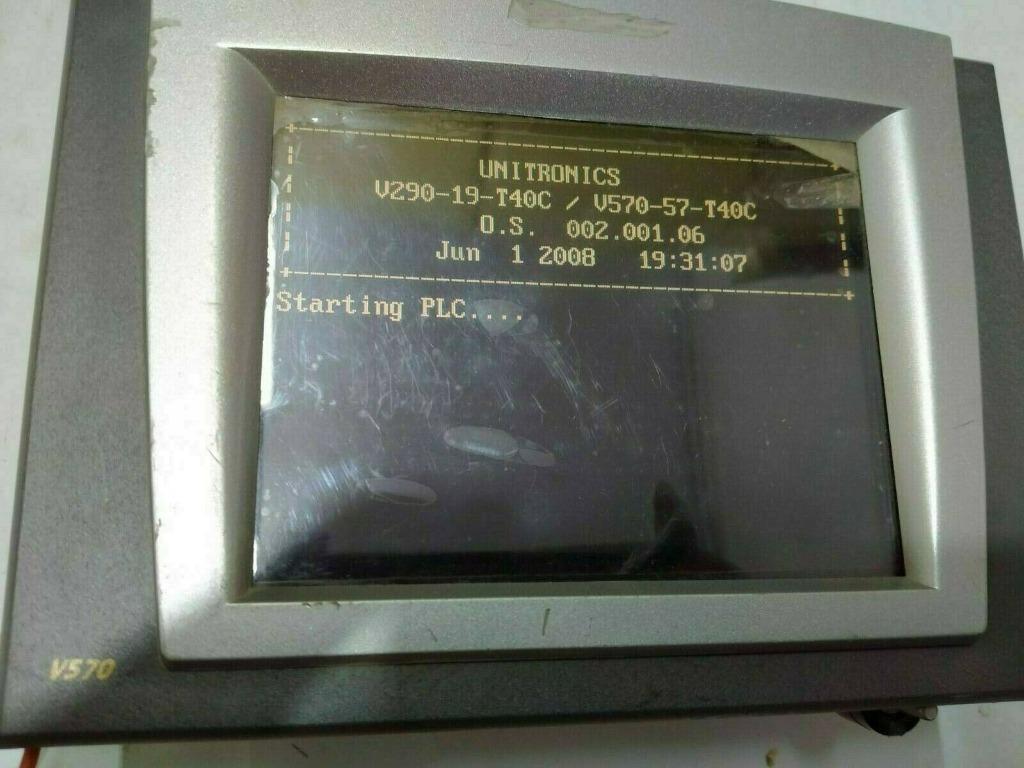 UNITRONICS
V290-19-T40C / V570-57-T40C
O.S. 002.001.06
Jun 1 2008 19:31:07
Starting PLC....
V570